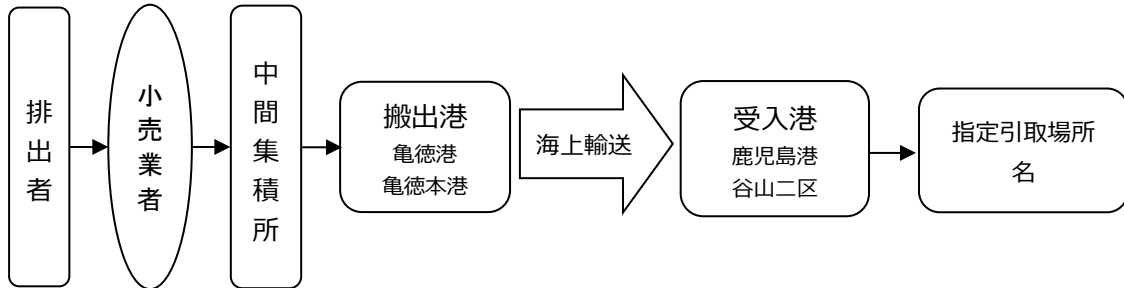 排出者
小売業者
中間集積所
搬出港
亀徳港
亀徳本港
海上輸送
受入港
鹿児島港
谷山二区
指定引取場所
名